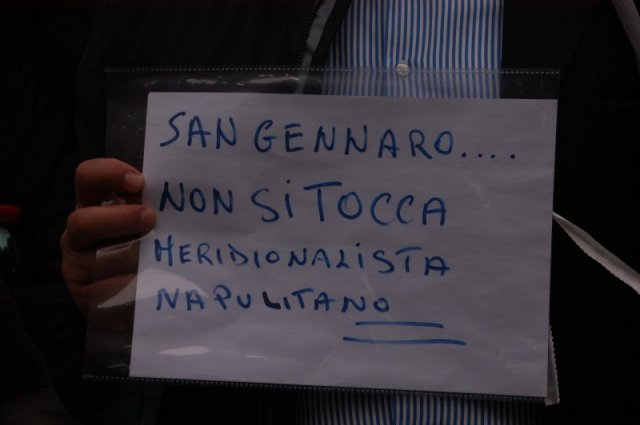 SAN GENNARO....
NON Si TOCCA
MERIDIONALiSTA
NAPULITANO